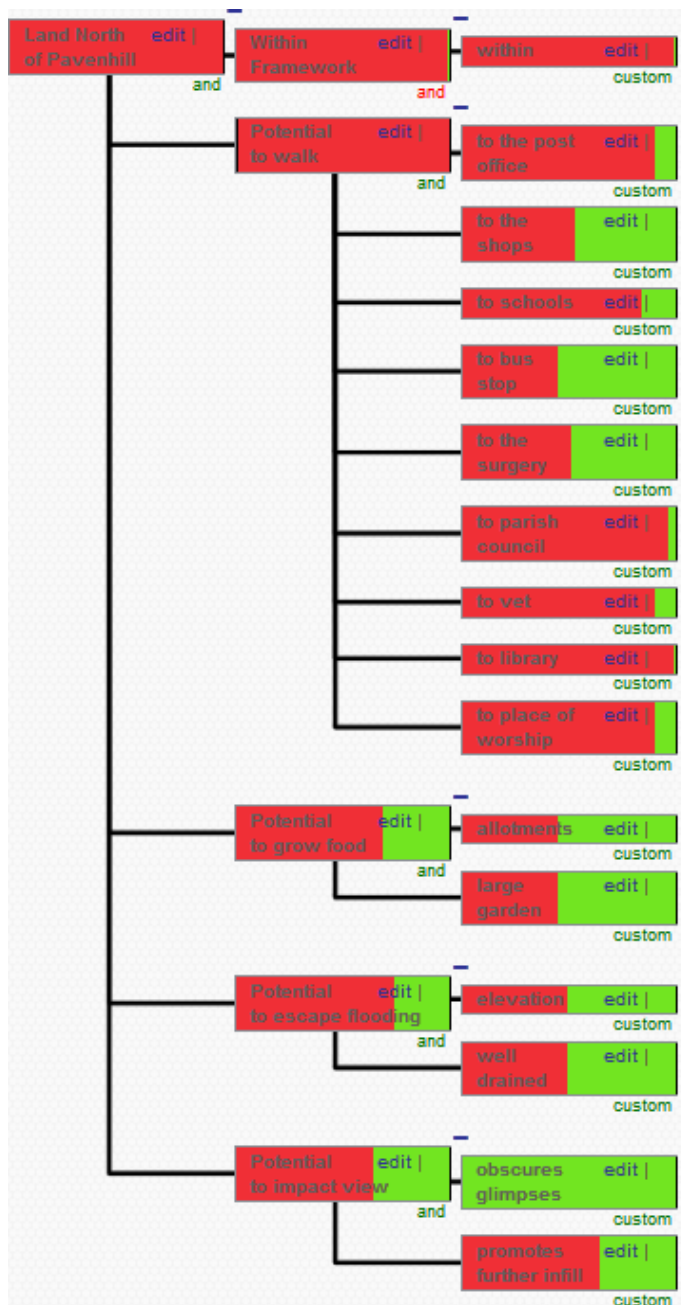 Land North edit |
of Pavenhill
and
Within edit |
Framework
and
within edit |
custom
Potential edit |
to walk
and
to the post edit |
office
custom
to the edit |
shops
custom
to schools edit |
custom
to bus edit |
stop
custom
to the edit |
surgery
custom
to parish edit |
council
custom
to vet edit |
custom
to library edit |
custom
to place of edit |
worship
custom
Potential edit |
to grow food
and
allotments edit |
custom
large edit |
garden
custom
Potential edit |
to escape flooding
and
elevation edit |
custom
well edit |
drained
custom
Potential edit |
to impact view
and
obscures edit |
glimpses
custom
promotes edit |
further infill
custom